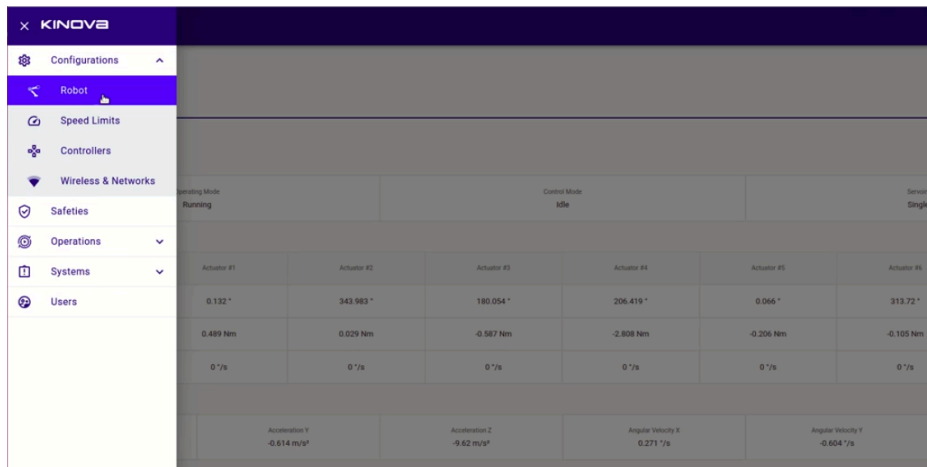 KINOVA
Configurations
Robot
Speed Limits
Controllers
Wireless & Networks
Safeties
Operations
Systems
Users
Operating Mode Control Mode
Running Idle Single
Actuator #1 Actuator #2 Actuator #3 Actuator #4 Actuator #5 Actuator #6
0.132 ° 343.983 ° 180.054 ° 206.419 ° 0.066 ° 313.72 °
0.489 Nm 0.029 Nm -0.587 Nm -2.808 Nm -0.206 Nm -0.105 Nm
0 °/s 0 °/s 0 °/s 0 °/s 0 °/s 0 °/s
Acceleration Y Acceleration Z Angular Velocity X Angular Velocity Y
-0.614 m/s² -9.62 m/s² 0.271 °/s -0.604 °/s